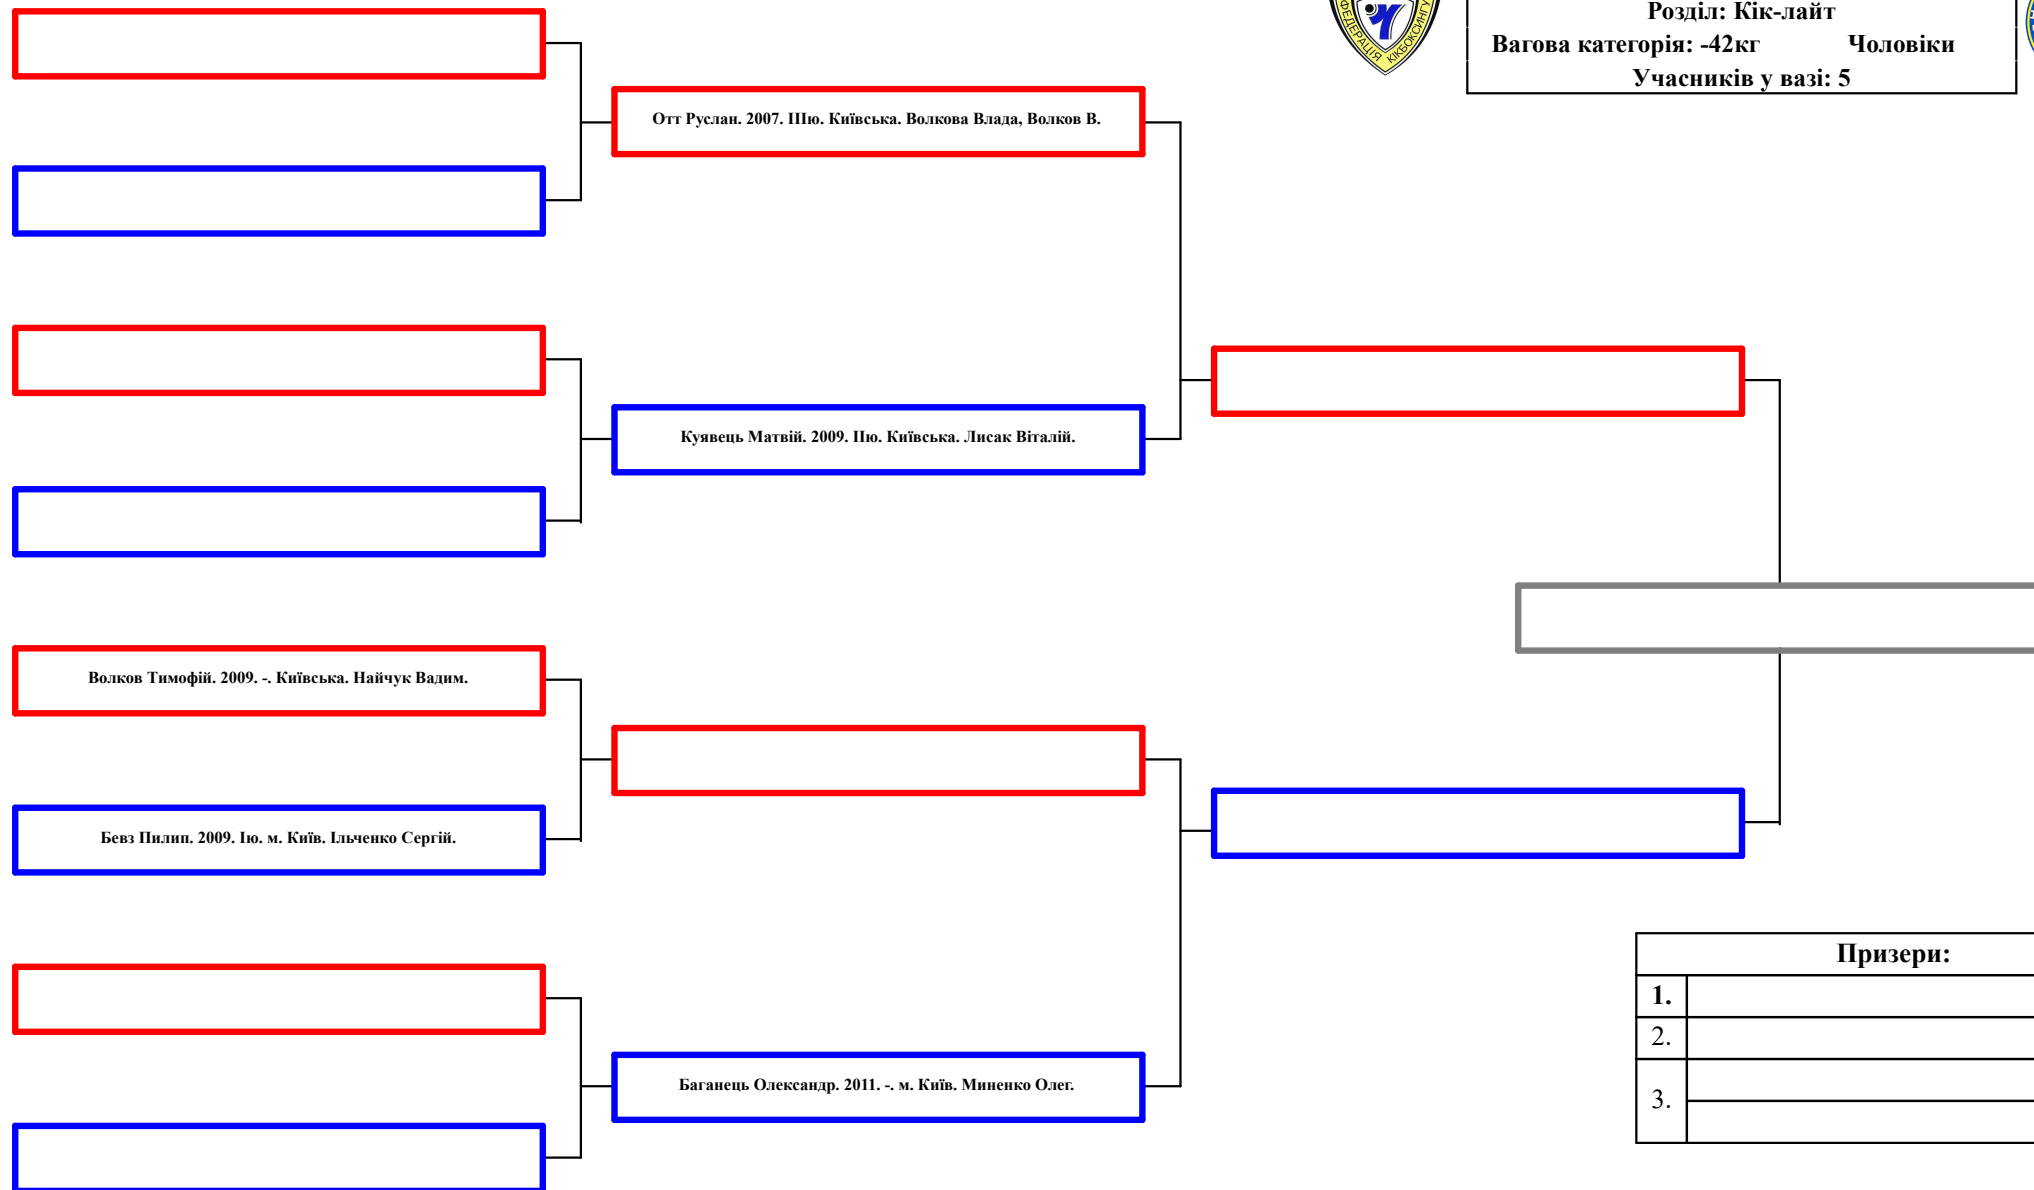 ФЕДЕРАЦІЯ КІКБОКСИНГУ
Розділ: Кік-лайт
Вагова категорія: -42кг Чоловіки
Учасників у вазі: 5
Отт Руслан. 2007. ІІІю. Київська. Волкова Влада, Волков В.
Куявець Матвій. 2009. ІІю. Київська. Лисак Віталій.
Волков Тимофій. 2009. -. Київська. Найчук Вадим.
Бевз Пилип. 2009. Ію. м. Київ. Ільченко Сергій.
Баганець Олександр. 2011. -. м. Київ. Миненко Олег.
Призери:
1.
2.
3.